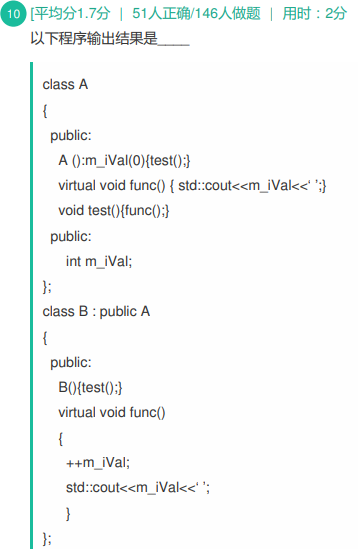 10 [平均分1.7分 ｜ 51人正确/146人做题 ｜ 用时：2分
以下程序输出结果是____
class A
{
public:
A ():m_iVal(0){test();}
virtual void func() { std::cout<<m_iVal<<‘ ’;}
void test(){func();}
public:
int m_iVal;
};
class B : public A
{
public:
B(){test();}
virtual void func()
{
++m_iVal;
std::cout<<m_iVal<<‘ ’;
}
};